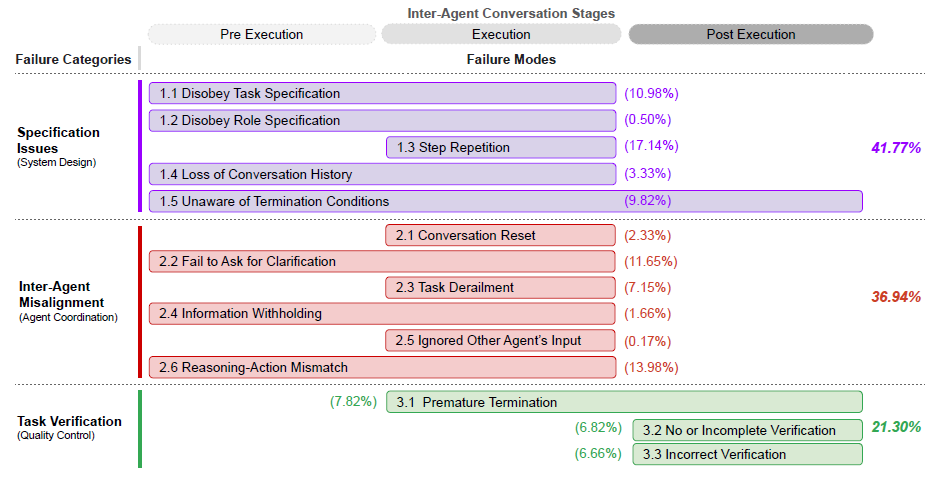 Inter-Agent Conversation Stages
Pre Execution
Execution
Post Execution
Failure Categories
Failure Modes
Specification
Issues
(System Design)
1.1 Disobey Task Specification
(10.98%)
1.2 Disobey Role Specification
(0.50%)
1.3 Step Repetition
(17.14%)
1.4 Loss of Conversation History
(3.33%)
1.5 Unaware of Termination Conditions
(9.82%)
41.77%
Inter-Agent
Misalignment
(Agent Coordination)
2.1 Conversation Reset
(2.33%)
2.2 Fail to Ask for Clarification
(11.65%)
2.3 Task Derailment
(7.15%)
2.4 Information Withholding
(1.66%)
2.5 Ignored Other Agent's Input
(0.17%)
2.6 Reasoning-Action Mismatch
(13.98%)
36.94%
Task Verification
(Quality Control)
(7.82%)
3.1 Premature Termination
(6.82%)
3.2 No or Incomplete Verification
(6.66%)
3.3 Incorrect Verification
21.30%